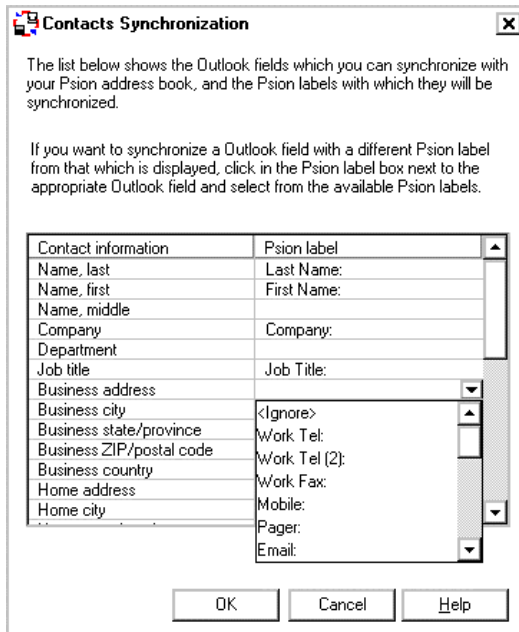 Contacts Synchronization
The list below shows the Outlook fields which you can synchronize with
your Psion address book, and the Psion labels with which they will be
synchronized.
If you want to synchronize a Outlook field with a different Psion label
from that which is displayed, click in the Psion label box next to the
appropriate Outlook field and select from the available Psion labels.
Contact information Psion label
Name, last Last Name:
Name, first First Name:
Name, middle
Company Company:
Department
Job title Job Title:
Business address
Business city <Ignore>
Business state/province Work Tel:
Business ZIP/postal code Work Tel (2):
Business country Work Fax:
Home address Mobile:
Home city Pager:
Email:
OK Cancel Help